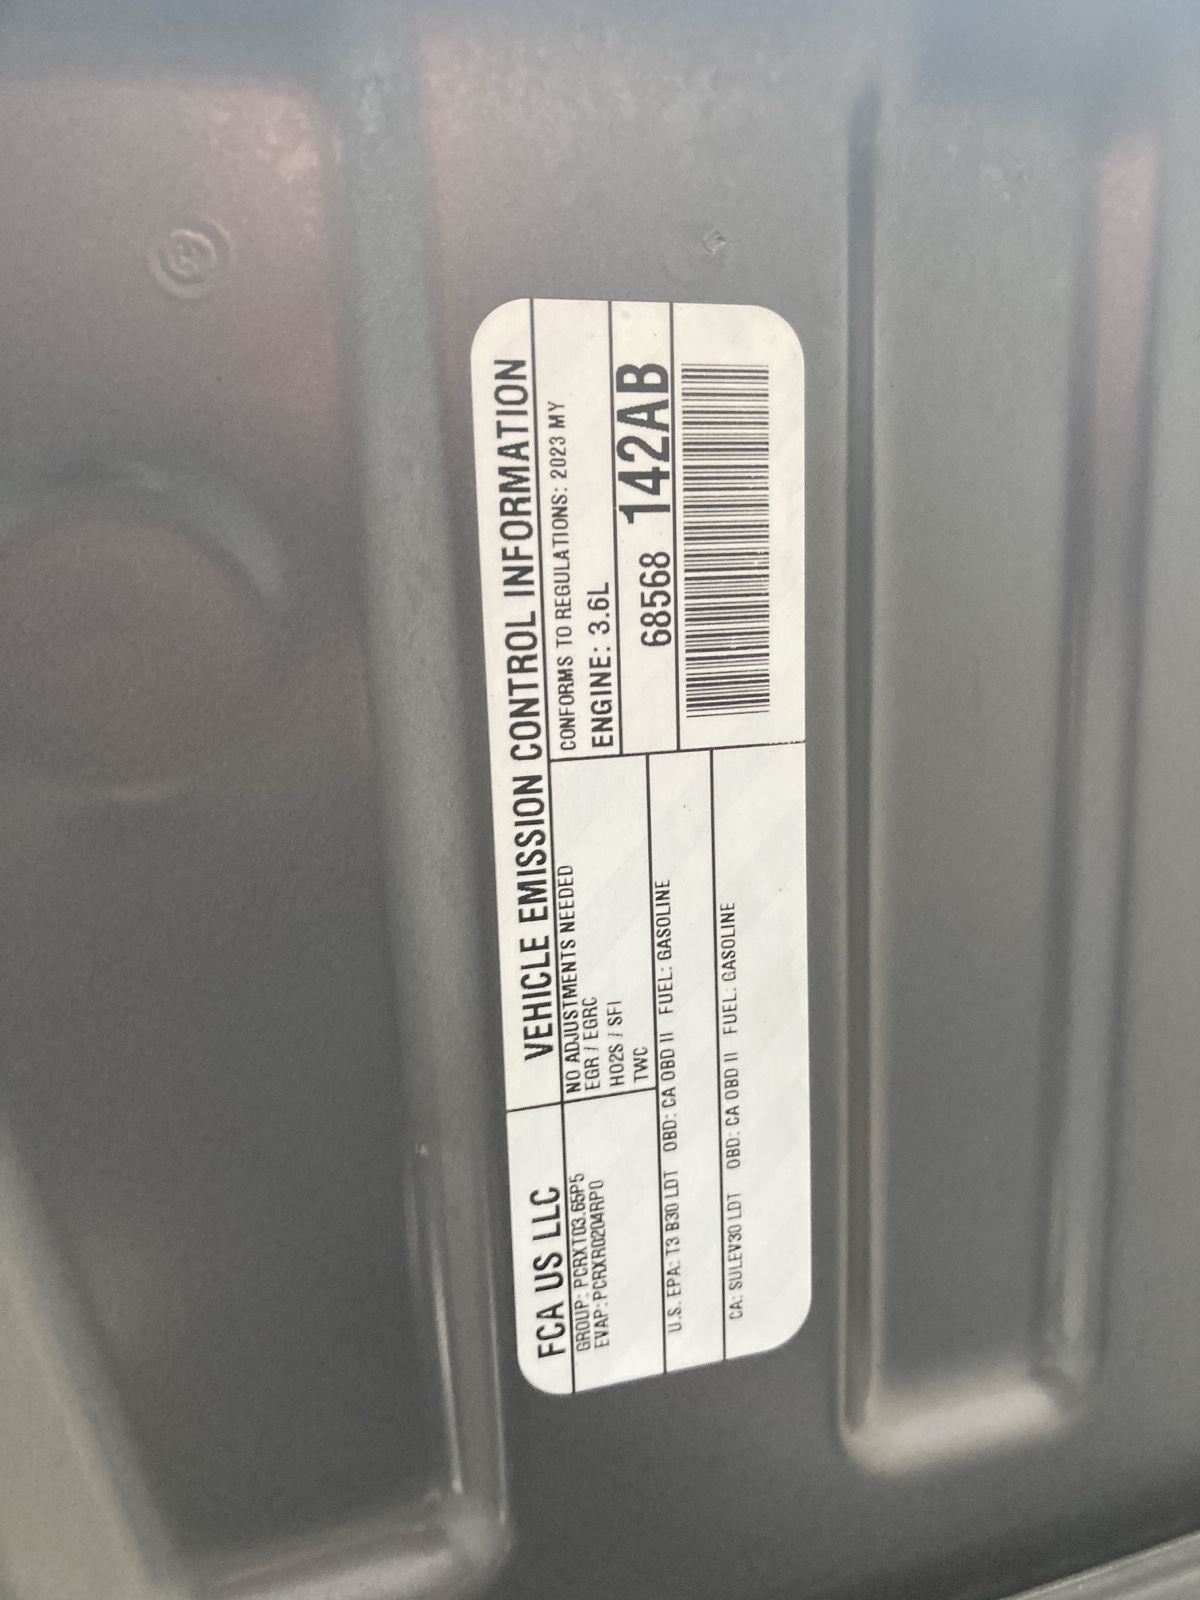 FCA US LLC
VEHICLE EMISSION CONTROL INFORMATION
GROUP: PCRXT03.65P5
EVAP: PCRXR0204RP0
NO ADJUSTMENTS NEEDED
EGR / EGRC
HO2S / SFI
TWC
CONFORMS TO REGULATIONS: 2023 MY
ENGINE: 3.6L
68568 142AB
U.S. EPA: T3 B30 LDT OBD: CA OBD II FUEL: GASOLINE
CA: SULEV30 LDT OBD: CA OBD II FUEL: GASOLINE